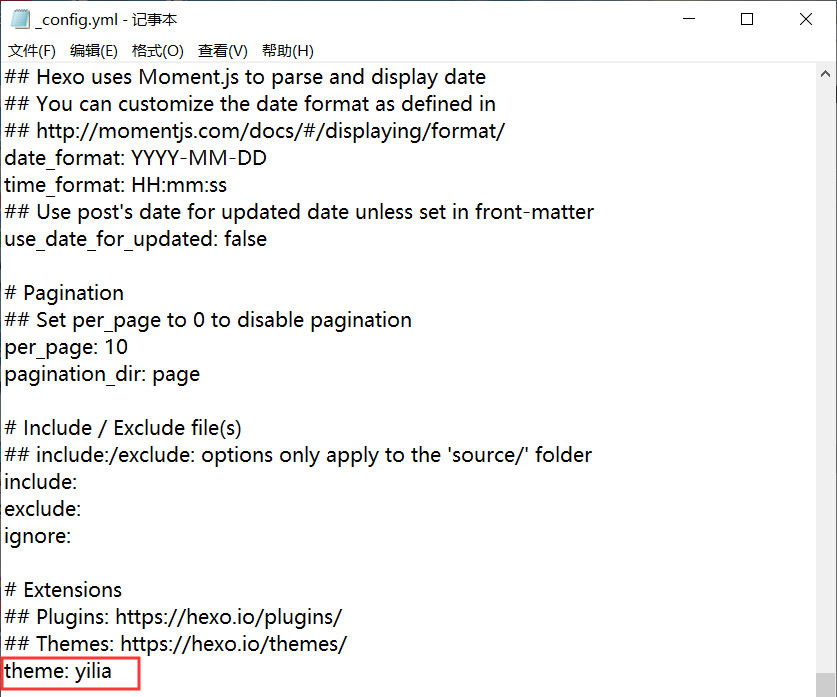 _config.yml - 记事本
文件(F) 编辑(E) 格式(O) 查看(V) 帮助(H)
## Hexo uses Moment.js to parse and display date
## You can customize the date format as defined in
## http://momentjs.com/docs/#/displaying/format/
date_format: YYYY-MM-DD
time_format: HH:mm:ss
## Use post's date for updated date unless set in front-matter
use_date_for_updated: false
# Pagination
## Set per_page to 0 to disable pagination
per_page: 10
pagination_dir: page
# Include / Exclude file(s)
## include:/exclude: options only apply to the 'source/' folder
include:
exclude:
ignore:
# Extensions
## Plugins: https://hexo.io/plugins/
## Themes: https://hexo.io/themes/
theme: yilia